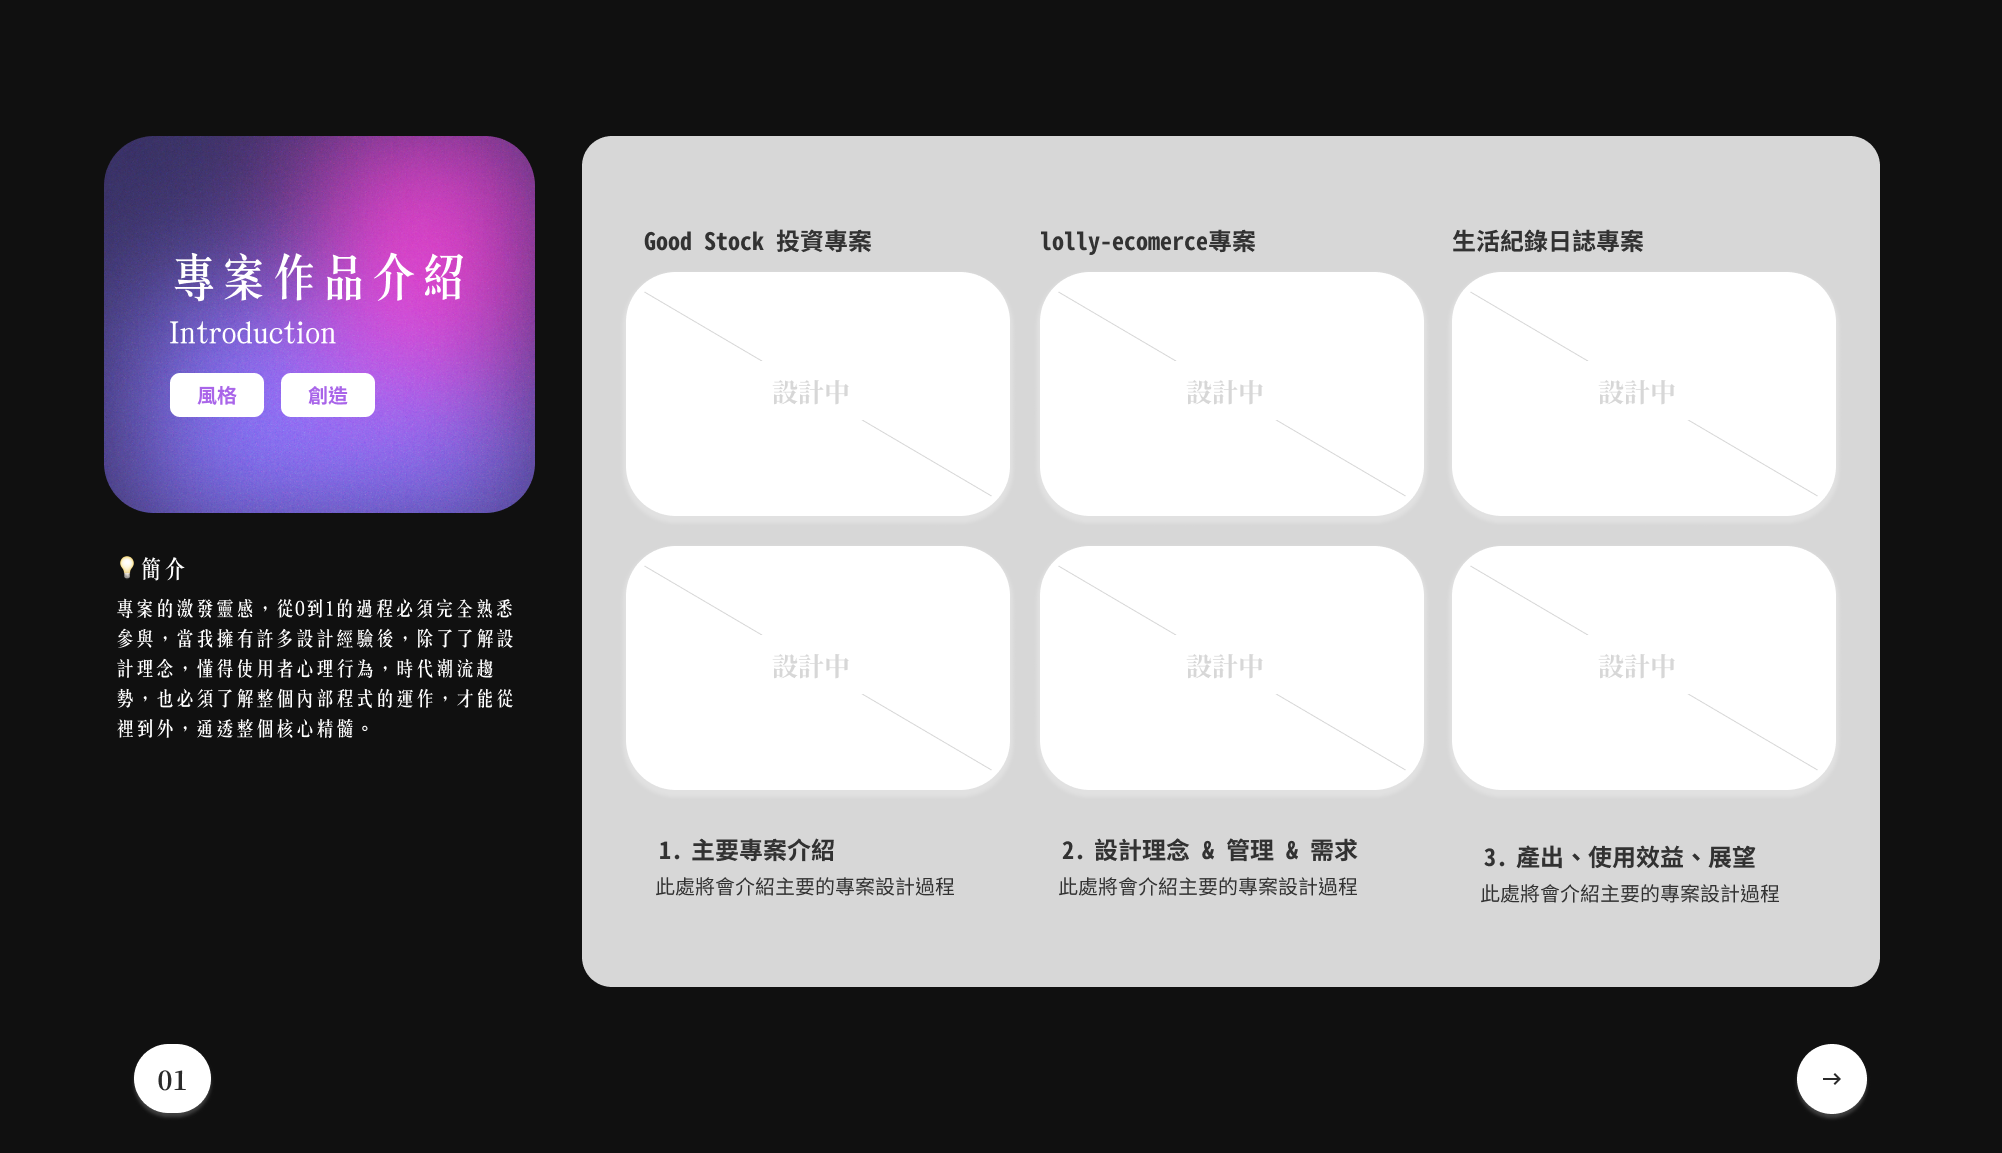 專案作品介紹
Introduction
風格
創造
💡簡介
專案的激發靈感，從0到1的過程必須完全熟悉
參與，當我擁有許多設計經驗後，除了了解設
計理念，懂得使用者心理行為，時代潮流趨
勢，也必須了解整個內部程式的運作，才能從
裡到外，通透整個核心精髓。
Good Stock 投資專案
lolly-ecomerce專案
生活紀錄日誌專案
設計中
設計中
設計中
設計中
設計中
設計中
1. 主要專案介紹
此處將會介紹主要的專案設計過程
2. 設計理念 & 管理 & 需求
此處將會介紹主要的專案設計過程
3. 產出、使用效益、展望
此處將會介紹主要的專案設計過程
01
→